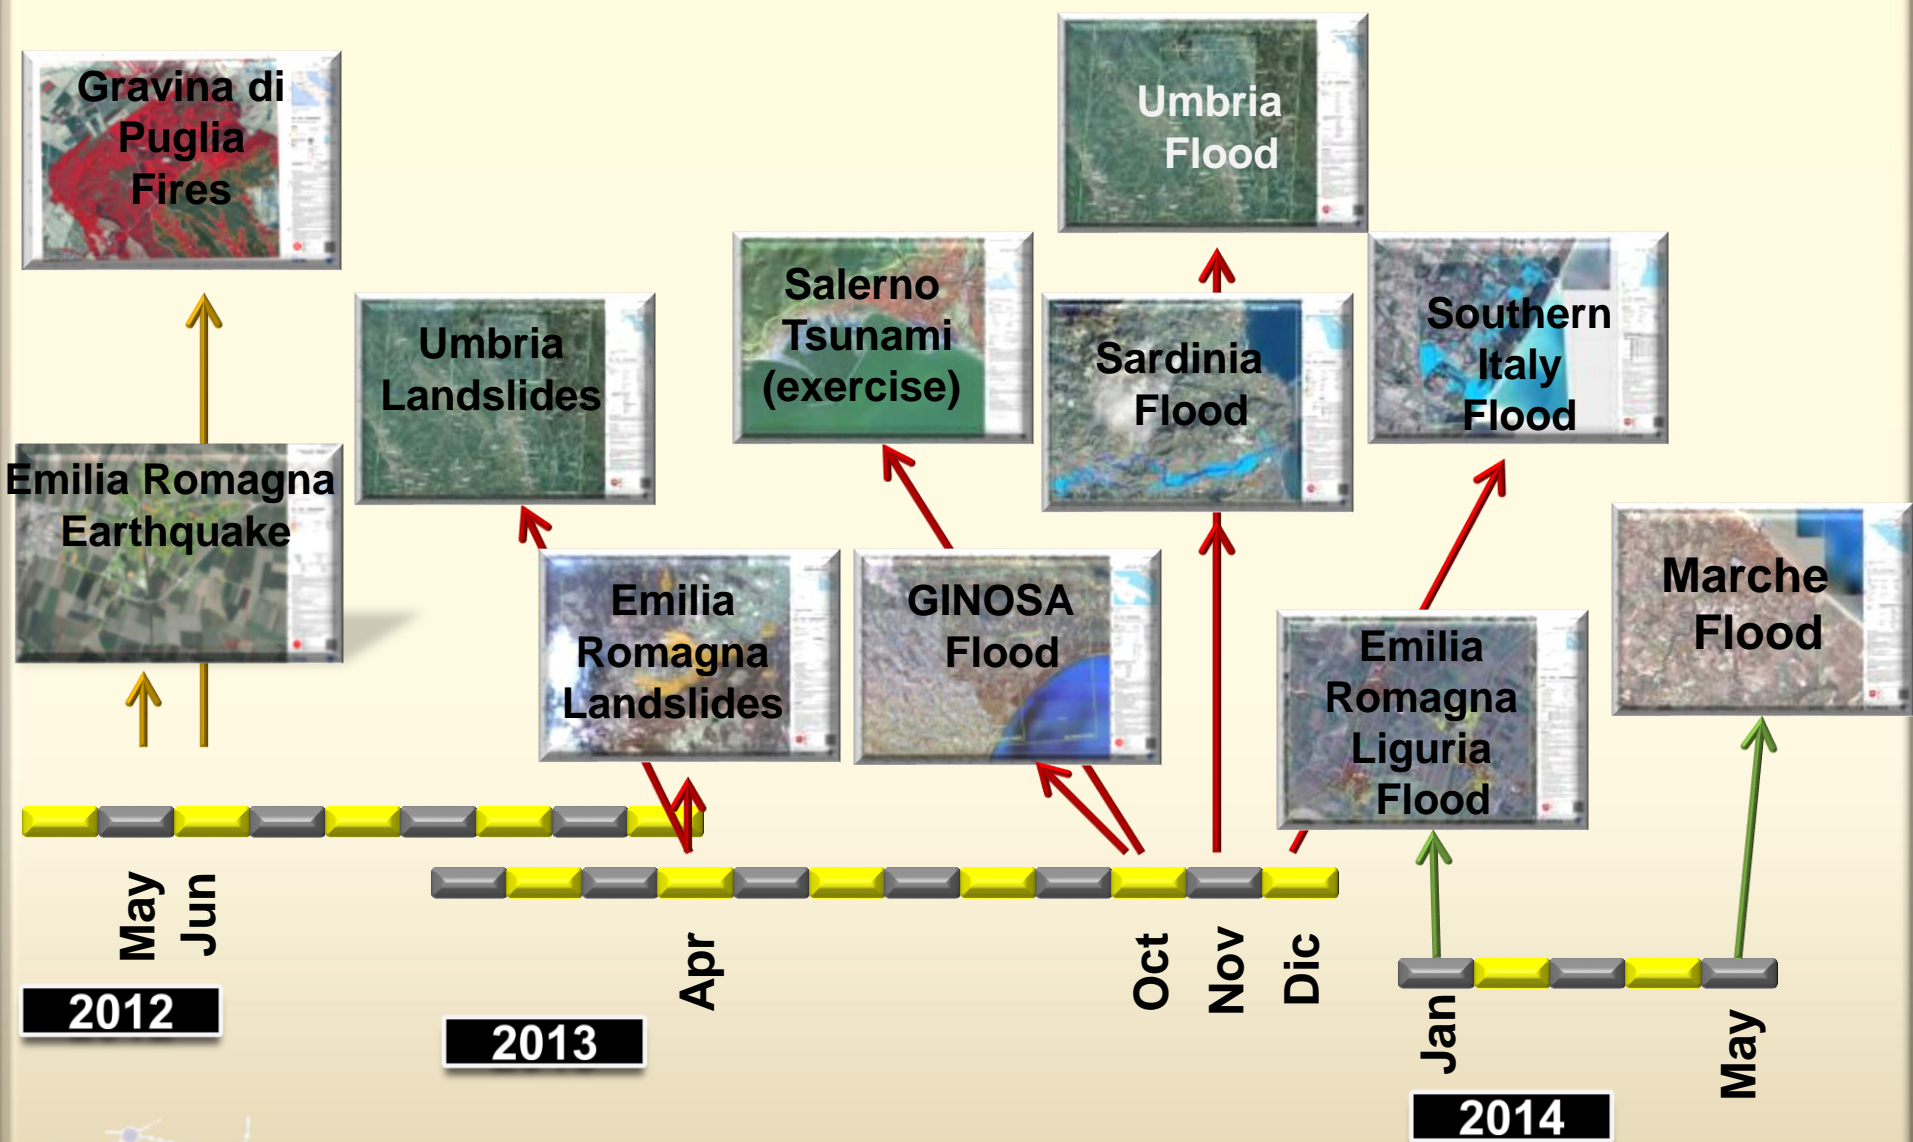 Gravina di
Puglia
Fires
Emilia Romagna
Earthquake
Umbria
Landslides
Emilia
Romagna
Landslides
Salerno
Tsunami
(exercise)
GINOSA
Flood
Umbria
Flood
Sardinia
Flood
Southern
Italy
Flood
Emilia
Romagna
Liguria
Flood
Marche
Flood
May
Jun
2012
Apr
Oct
Nov
Dic
2013
Jan
May
2014